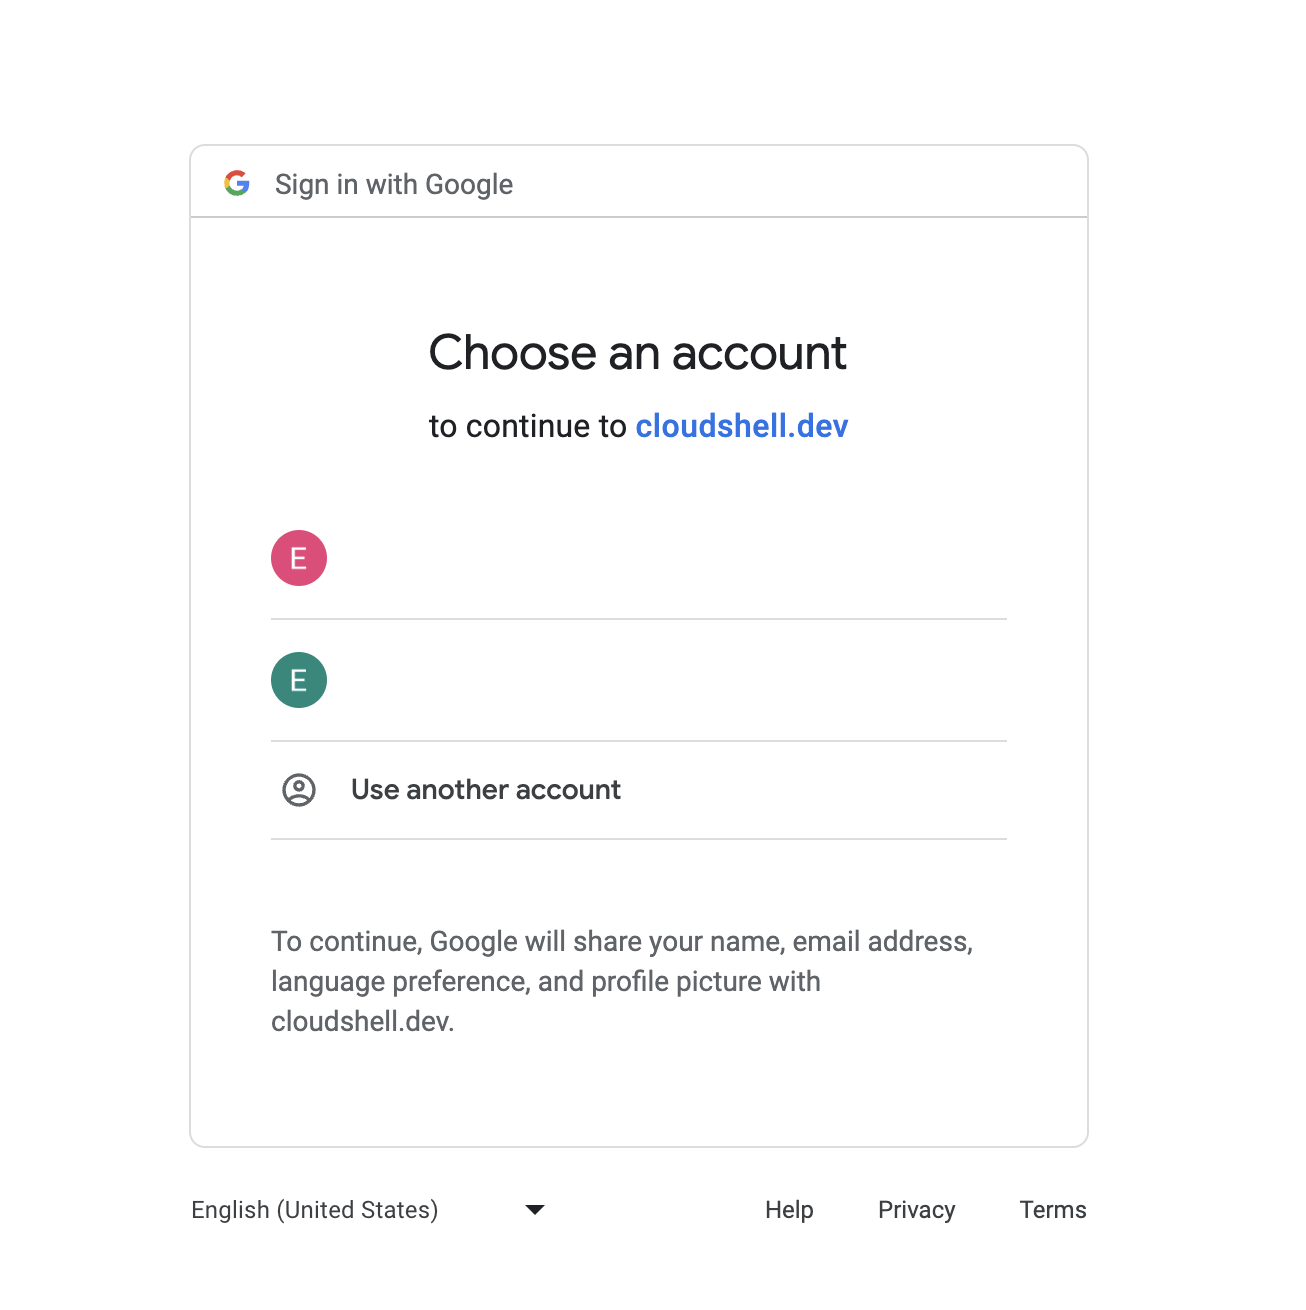 Sign in with Google
Choose an account
to continue to cloudshell.dev
E
E
Use another account
To continue, Google will share your name, email address,
language preference, and profile picture with
cloudshell.dev.
English (United States)
Help Privacy Terms